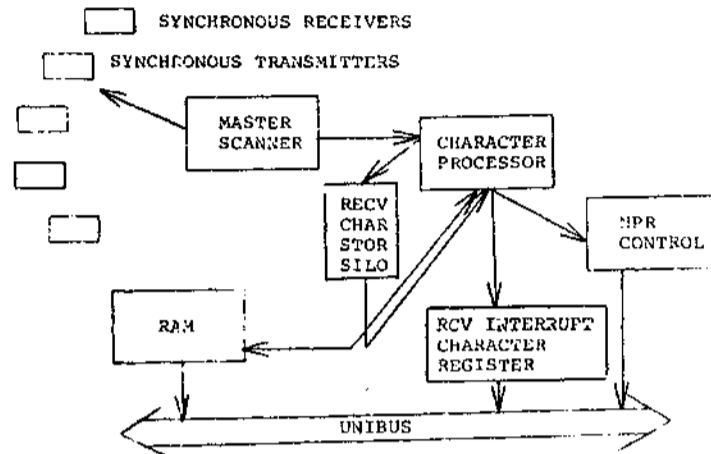 SYNCHRONOUS RECEIVERS
SYNCHRONOUS TRANSMITTERS
MASTER
SCANNER
CHARACTER
PROCESSOR
RECV
CHAR
STOR
SILO
NPR
CONTROL
RAM
RCV INTERRUPT
CHARACTER
REGISTER
UNIBUS